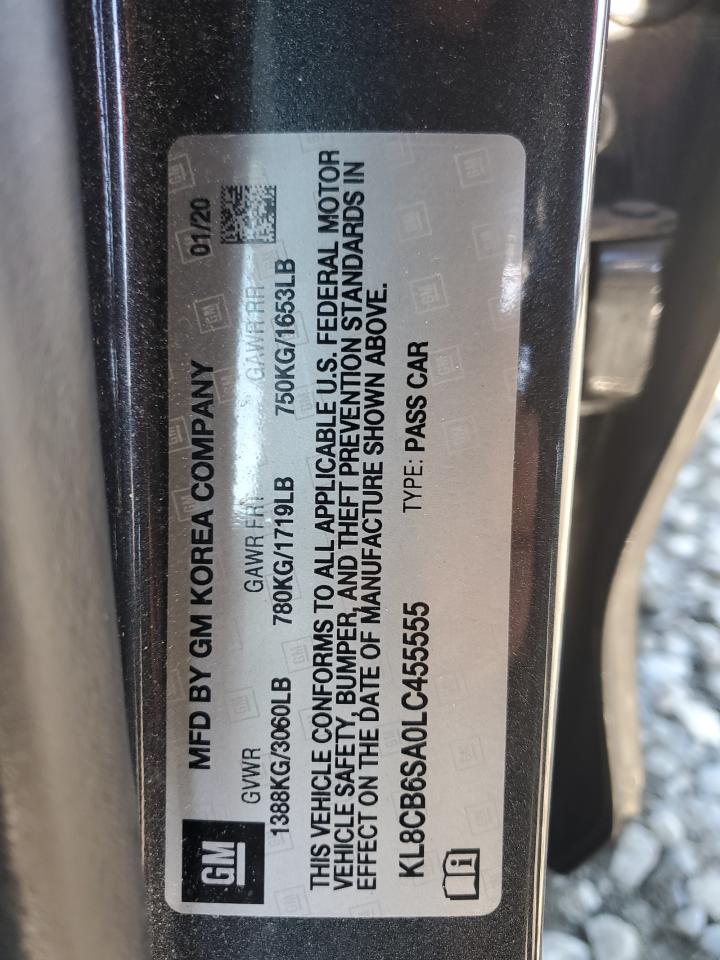 MFD BY GM KOREA COMPANY 01/20
GM
GVWR GAWR FRT GAWR RR
1388KG/3060LB 780KG/1719LB 750KG/1653LB
THIS VEHICLE CONFORMS TO ALL APPLICABLE U.S. FEDERAL MOTOR
VEHICLE SAFETY, BUMPER, AND THEFT PREVENTION STANDARDS IN
EFFECT ON THE DATE OF MANUFACTURE SHOWN ABOVE.
KL8CB6SA0LC455555 TYPE: PASS CAR